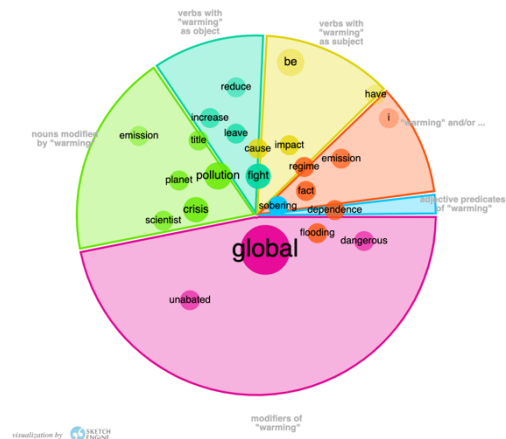 verbs with
"warming"
as object
verbs with
"warming"
as subject
be
reduce
have
increase
i
"warming" and/or ...
nouns modified
by "warming"
emission
title
leave
cause
impact
regime
emission
planet
pollution
fight
fact
adjective predicates
of "warming"
crisis
sobering
dependence
scientist
flooding
dangerous
global
unabated
modifiers of
"warming"
visualization by
SKETCH
ENGINE